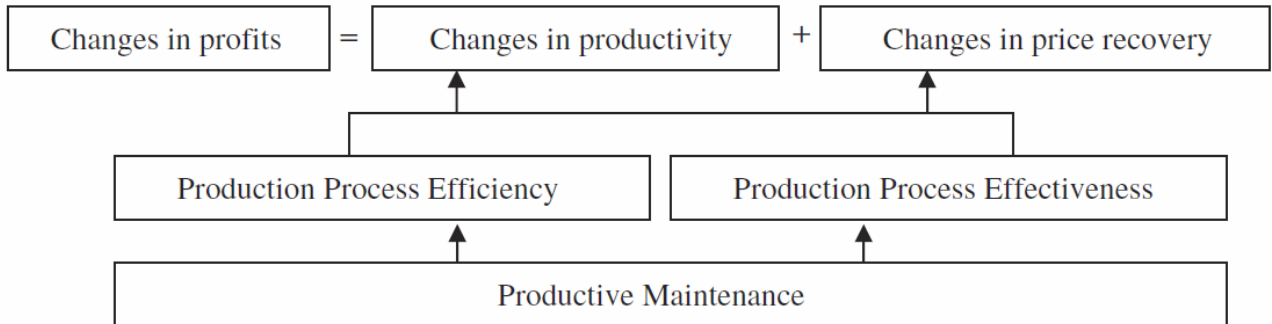 Changes in profits = Changes in productivity + Changes in price recovery
Production Process Efficiency Production Process Effectiveness
Productive Maintenance